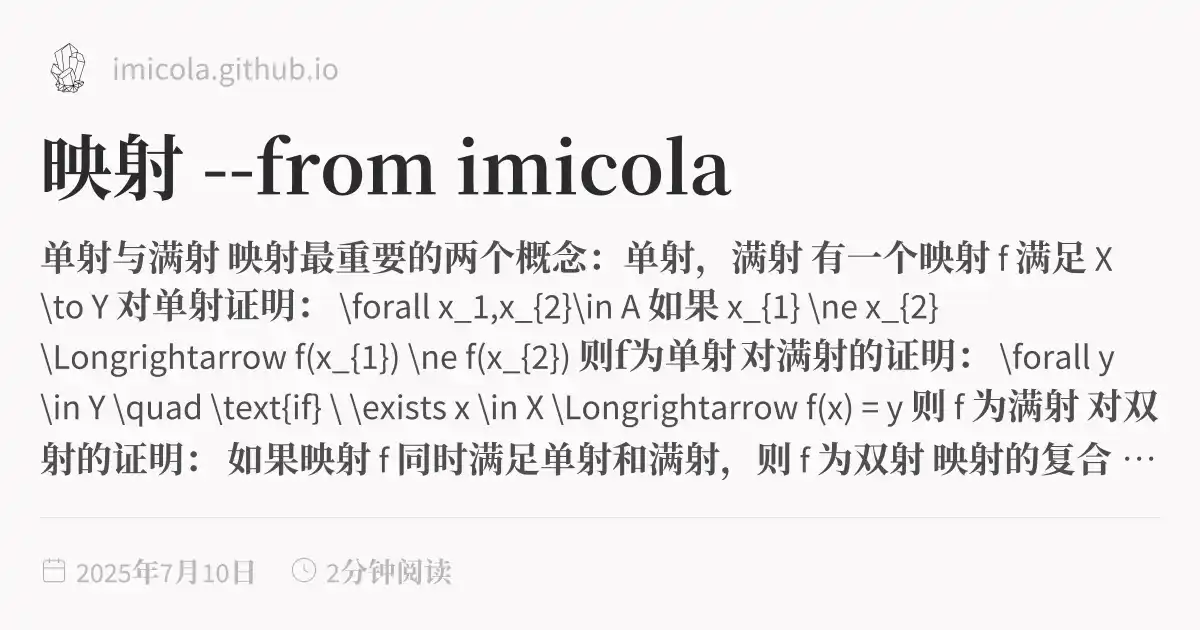 imicola.github.io
映射 --from imicola
单射与满射 映射最重要的两个概念：单射，满射 有一个映射 f 满足 X
\to Y 对单射证明： \forall x_1,x_{2}\in A 如果 x_{1} \ne x_{2}
\Longrightarrow f(x_{1}) \ne f(x_{2}) 则f为单射 对满射的证明： \forall y
\in Y \quad \text{if} \ \exists x \in X \Longrightarrow f(x) = y 则 f 为满射 对双
射的证明： 如果映射 f 同时满足单射和满射，则 f 为双射 映射的复合 …
2025年7月10日 2分钟阅读